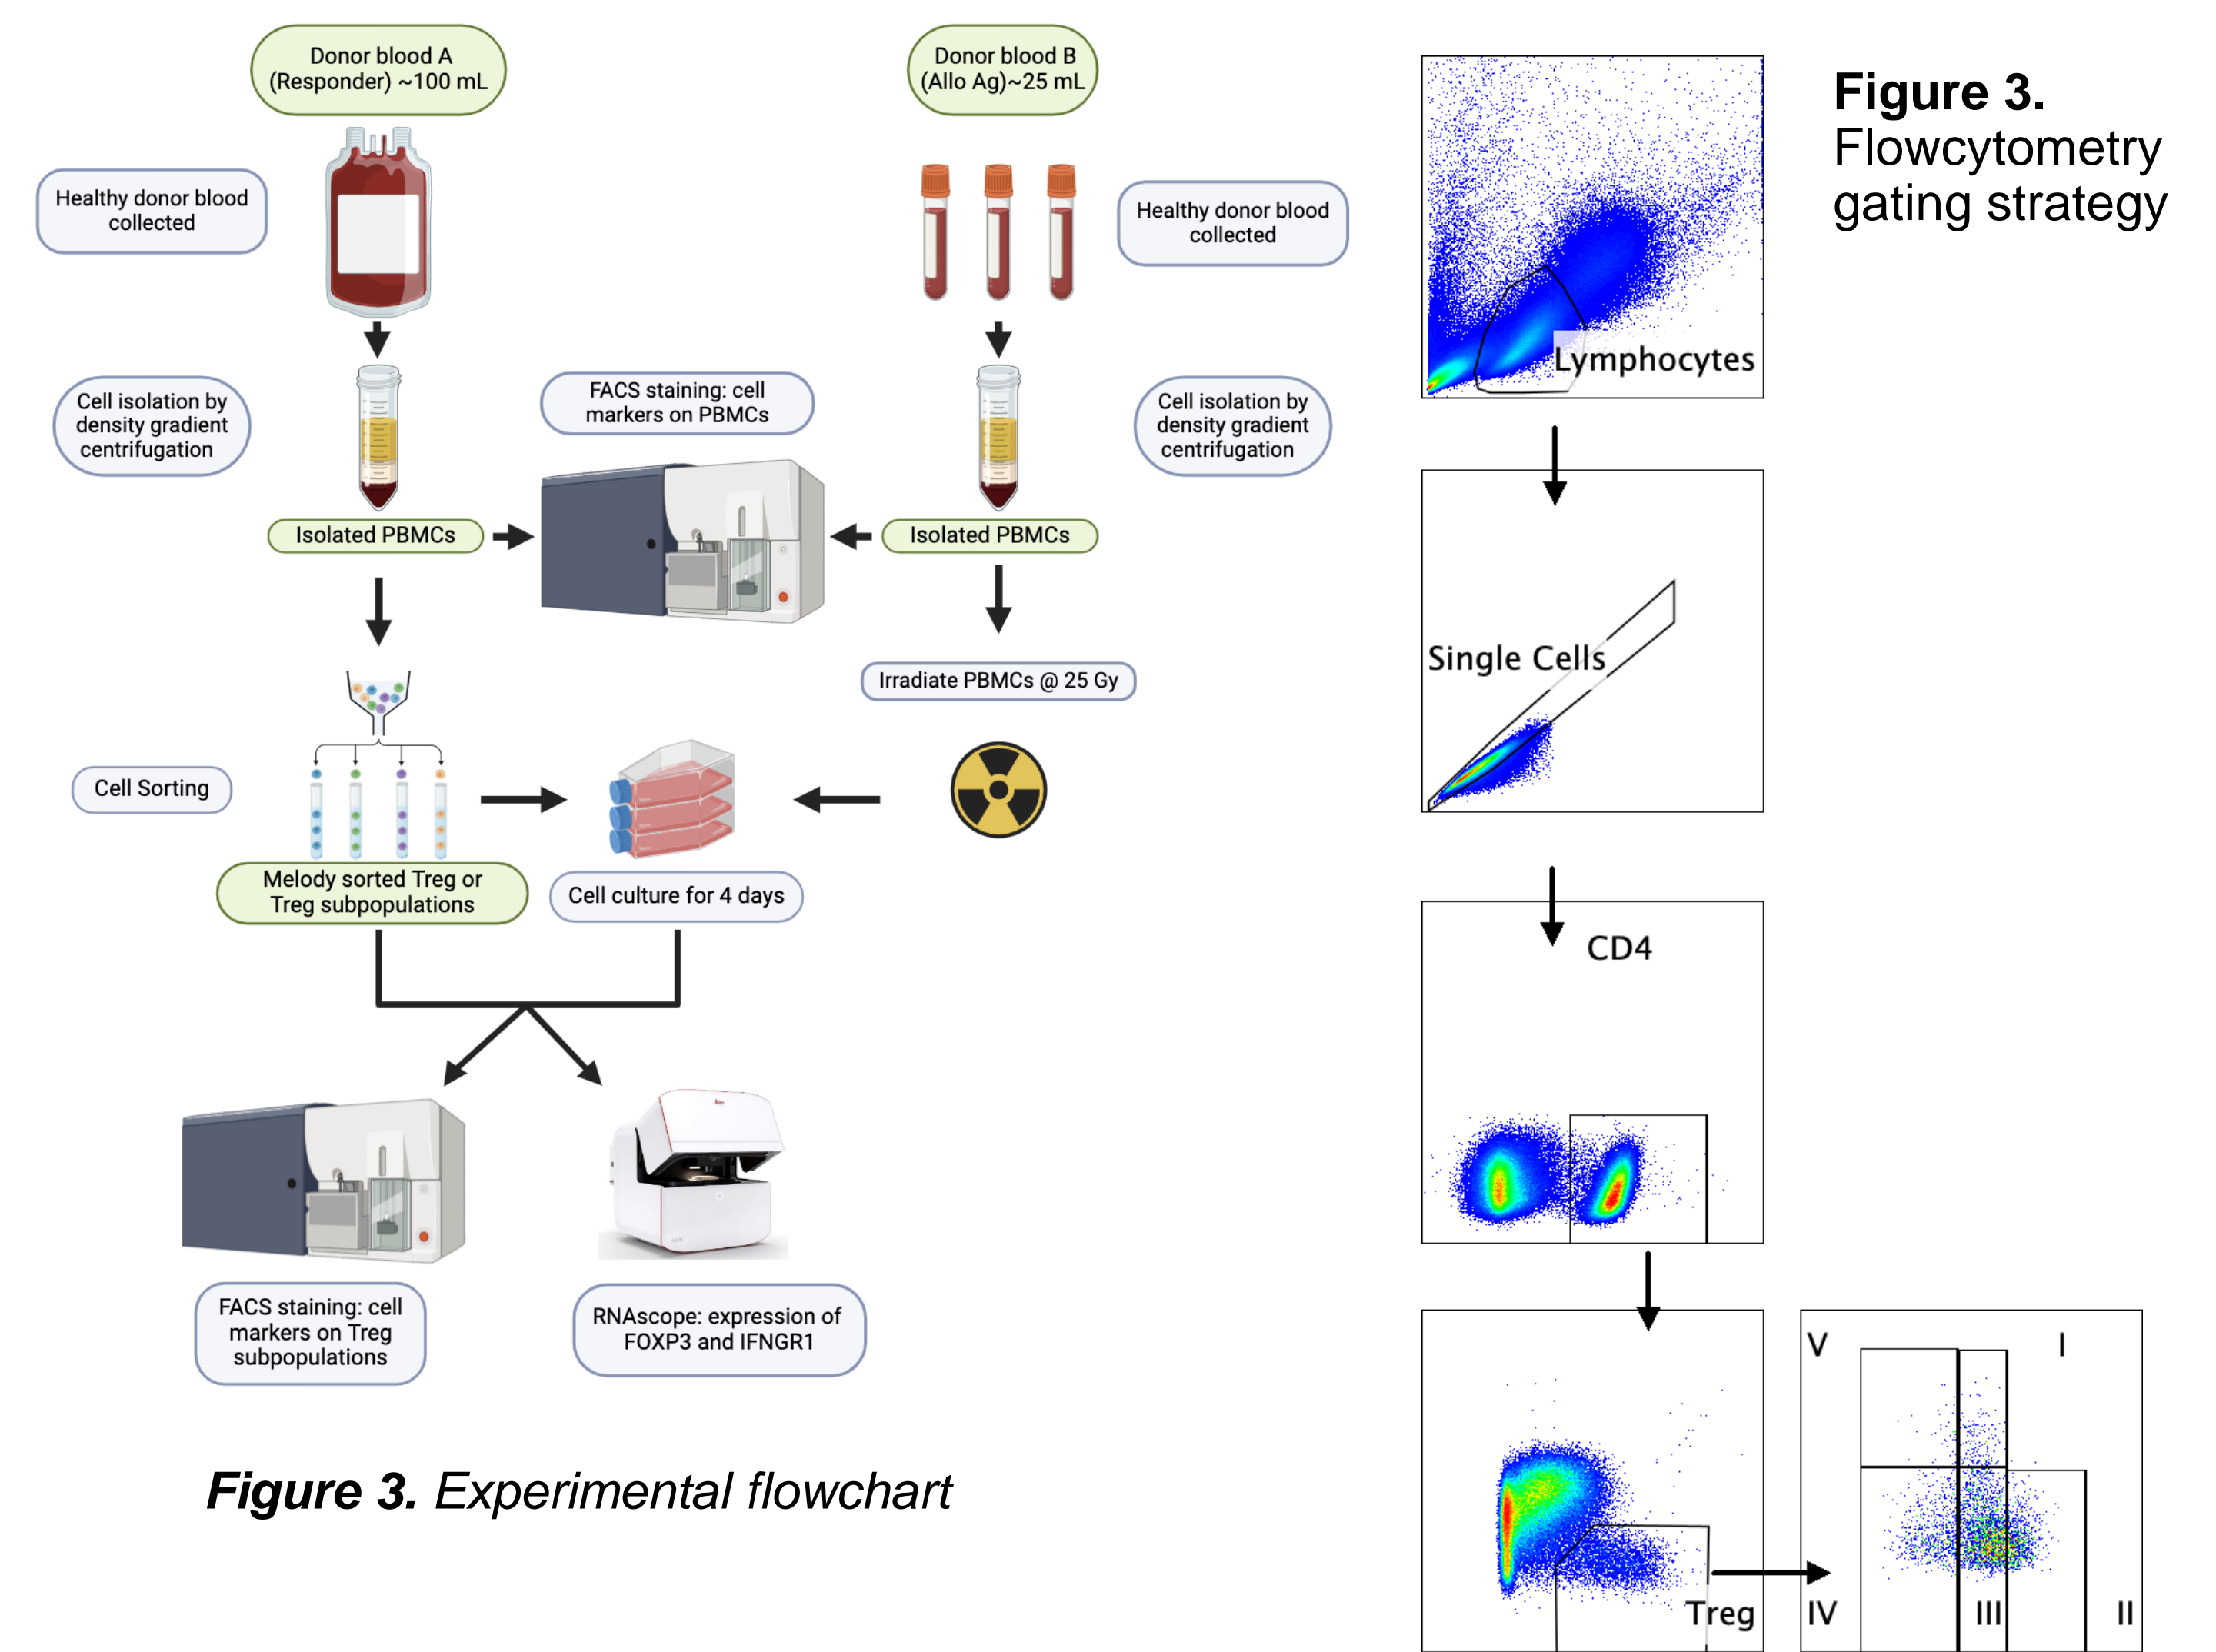 Donor blood A
(Responder) ~100 mL
Donor blood B
(Allo Ag)~25 mL
Healthy donor blood
collected
Healthy donor blood
collected
Cell isolation by
density gradient
centrifugation
FACS staining: cell
markers on PBMCs
Cell isolation by
density gradient
centrifugation
Isolated PBMCs
Isolated PBMCs
Irradiate PBMCs @ 25 Gy
Cell Sorting
Melody sorted Treg or
Treg subpopulations
Cell culture for 4 days
FACS staining: cell
markers on Treg
subpopulations
RNAscope: expression of
FOXP3 and IFNGR1
Figure 3. Experimental flowchart
Figure 3.
Flowcytometry
gating strategy
Lymphocytes
Single Cells
CD4
Treg
V
I
IV
III
II